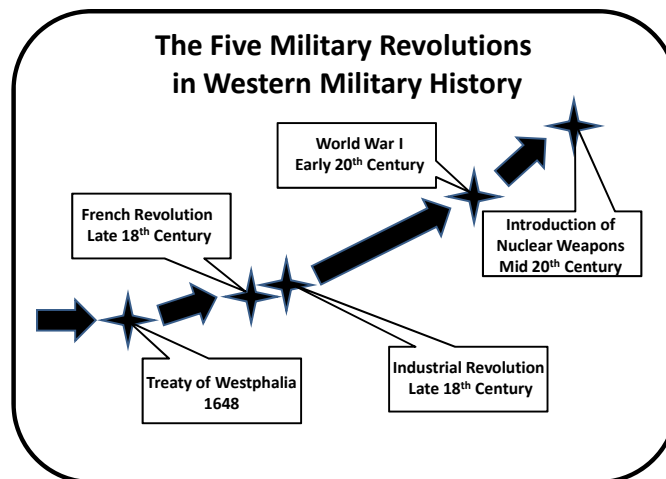 The Five Military Revolutions
in Western Military History
World War I
Early 20th Century
French Revolution
Late 18th Century
Introduction of
Nuclear Weapons
Mid 20th Century
Industrial Revolution
Late 18th Century
Treaty of Westphalia
1648